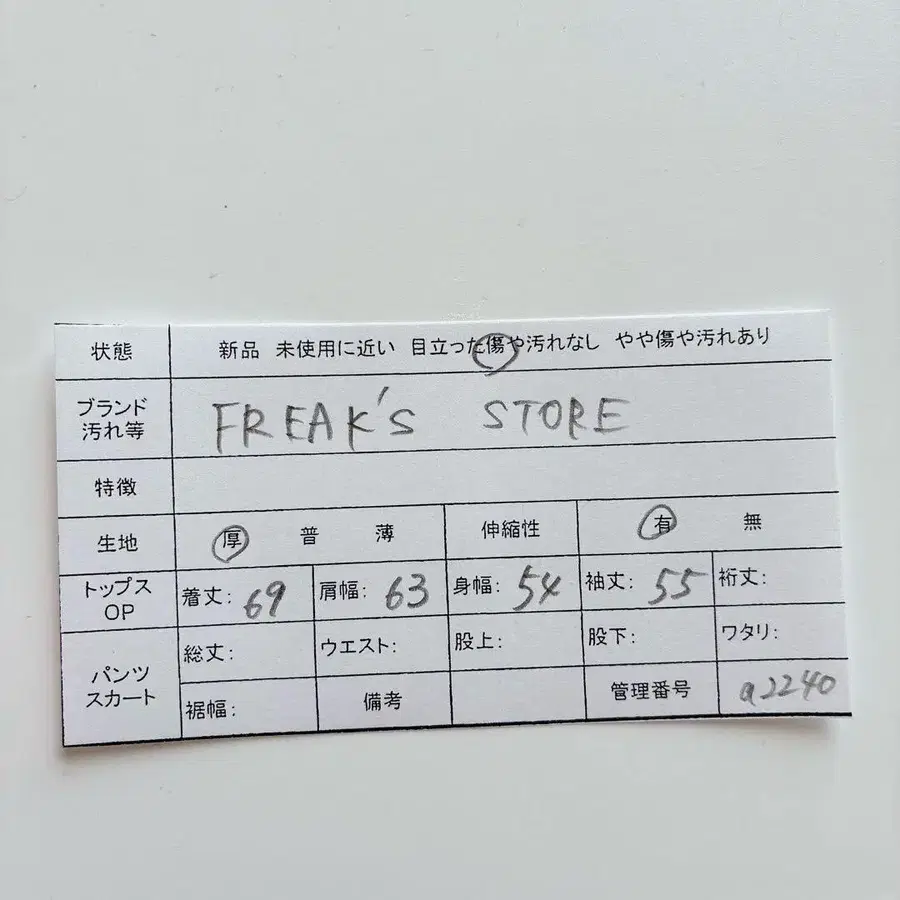 状態 新品 未使用に近い 目立った傷や汚れなし やや傷や汚れあり
ブランド
汚れ等 FREAK'S STORE
特徴
生地 厚 普 薄 伸縮性 有 無
トップス
OP 着丈: 69 肩幅: 63 身幅: 54 袖丈: 55 裄丈:
パンツ
スカート 総丈: ウエスト: 股上: 股下: ワタリ:
裾幅: 備考 管理番号 a2240